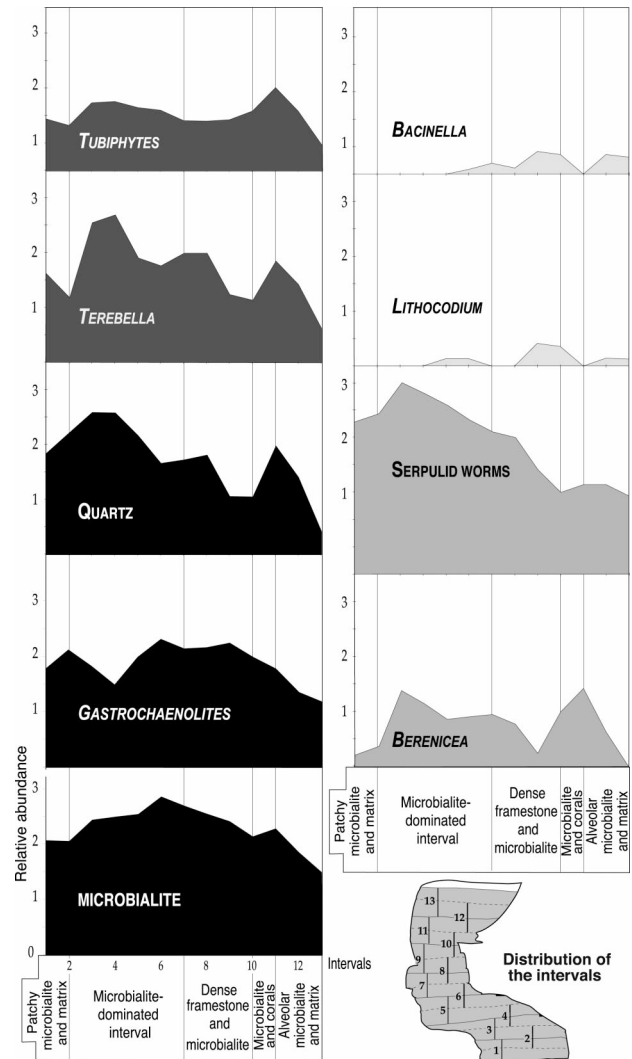 3
2
1
TUBIPHYTES
3
2
1
TEREBELLA
3
2
1
QUARTZ
3
2
1
GASTROCHAENOLITES
Relative abundance
3
2
1
0
MICROBIALITE
2
4
6
8
10
12
Intervals
Patchy
microbialite
and matrix
Microbialite-
dominated
interval
Dense
framestone
and
microbialite
Microbialite
and corals
Alveolar
microbialite
and matrix
3
2
1
BACINELLA
3
2
1
LITHOCODIUM
3
2
1
SERPULID WORMS
3
2
1
BERENICEA
Patchy
microbialite
and matrix
Microbialite-
dominated
interval
Dense
framestone
and
microbialite
Microbialite
and corals
Alveolar
microbialite
and matrix
13
12
11
10
9
8
7
6
5
4
3
2
1
Distribution of
the intervals